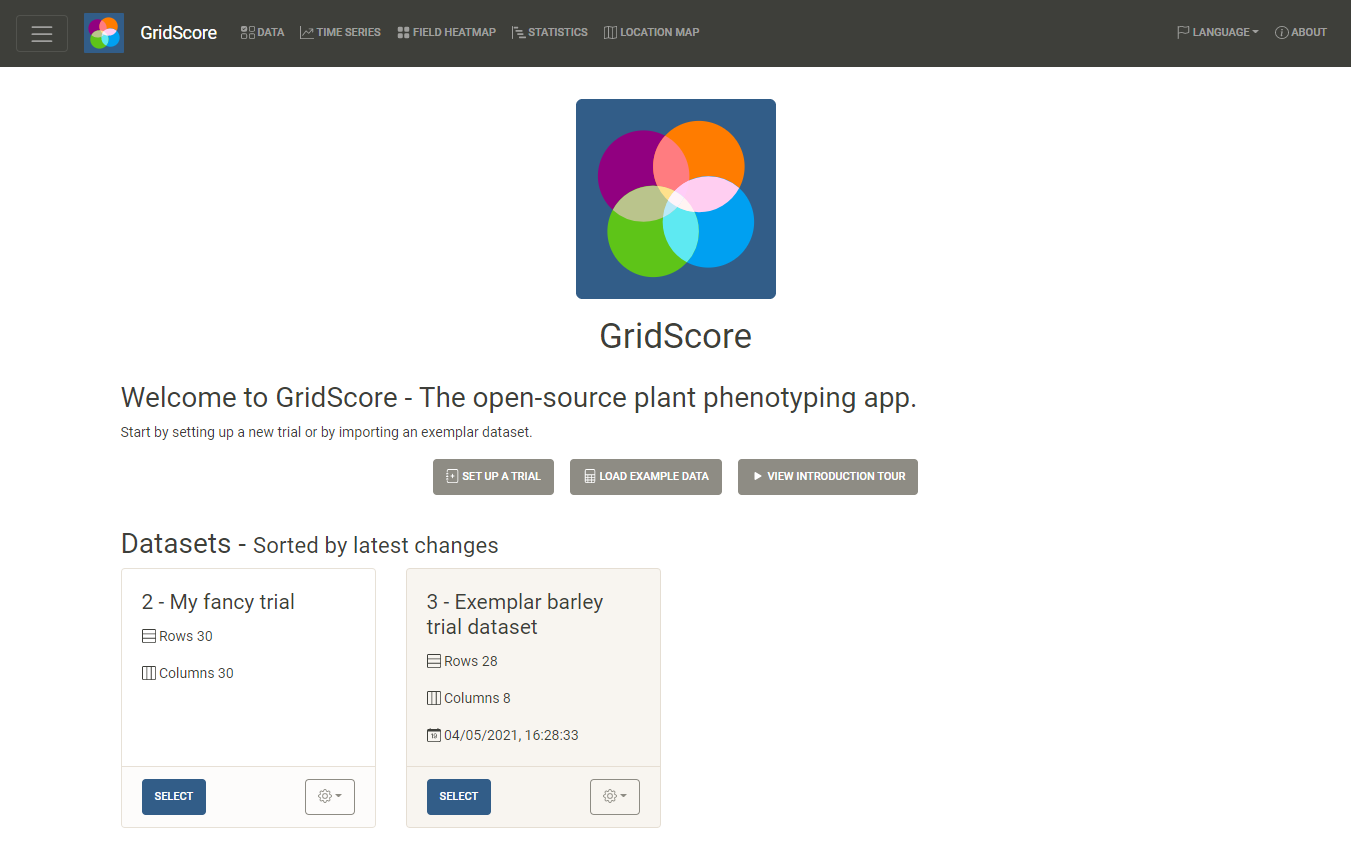 GridScore DATA TIME SERIES FIELD HEATMAP STATISTICS LOCATION MAP LANGUAGE ABOUT
GridScore
Welcome to GridScore - The open-source plant phenotyping app.
Start by setting up a new trial or by importing an exemplar dataset.
SET UP A TRIAL LOAD EXAMPLE DATA VIEW INTRODUCTION TOUR
Datasets - Sorted by latest changes
2 - My fancy trial
Rows 30
Columns 30
SELECT
3 - Exemplar barley
trial dataset
Rows 28
Columns 8
04/05/2021, 16:28:33
SELECT